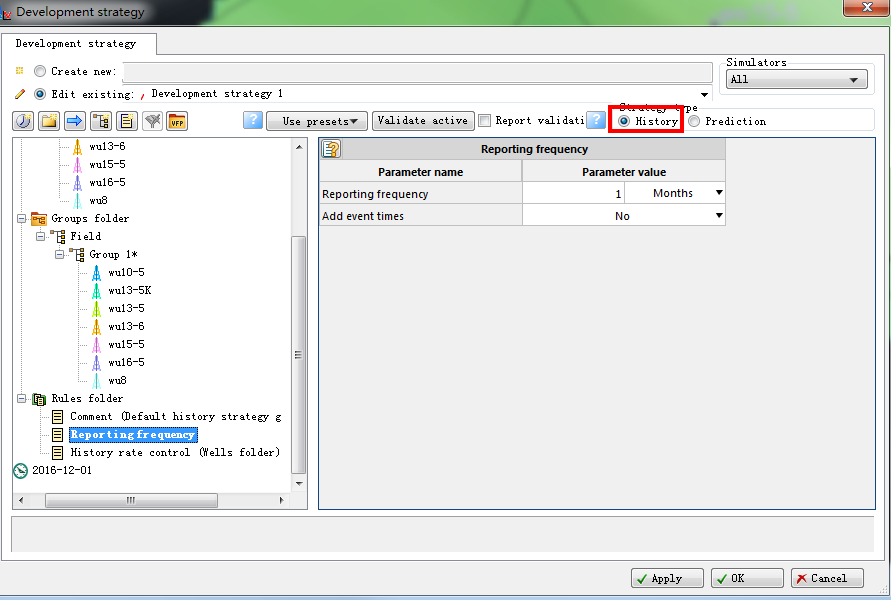 Development strategy
Development strategy
Create new:
Simulators
All
Edit existing:
Development strategy 1
VFP
Use presets
Validate active
Report validati
Strategy type
History
Prediction
wu13-6
wu15-5
wu16-5
wu8
Groups folder
Field
Group 1*
wu10-5
wu13-5K
wu13-5
wu13-6
wu15-5
wu16-5
wu8
Rules folder
Comment (Default history strategy g
Reporting frequency
History rate control (Wells folder)
2016-12-01
Reporting frequency
Parameter name Parameter value
Reporting frequency 1 Months
Add event times No
Apply
OK
Cancel